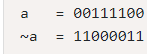 a   = 00111100
~a  = 11000011